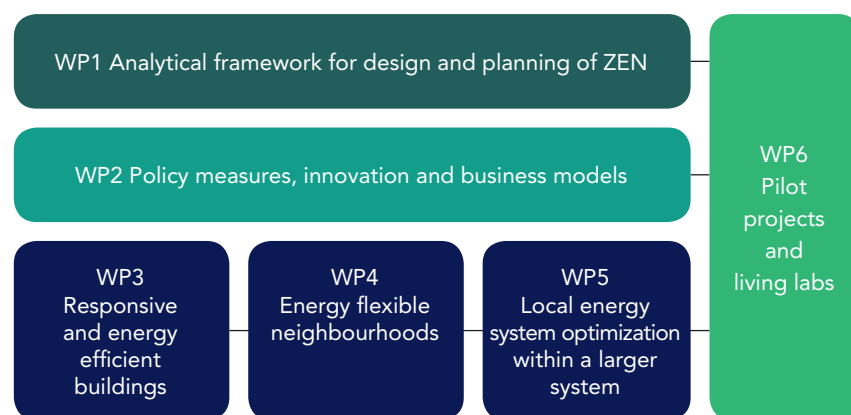 WP1 Analytical framework for design and planning of ZEN
WP2 Policy measures, innovation and business models
WP3
Responsive
and energy
efficient
buildings
WP4
Energy flexible
neighbourhoods
WP5
Local energy
system optimization
within a larger
system
WP6
Pilot
projects
and
living labs